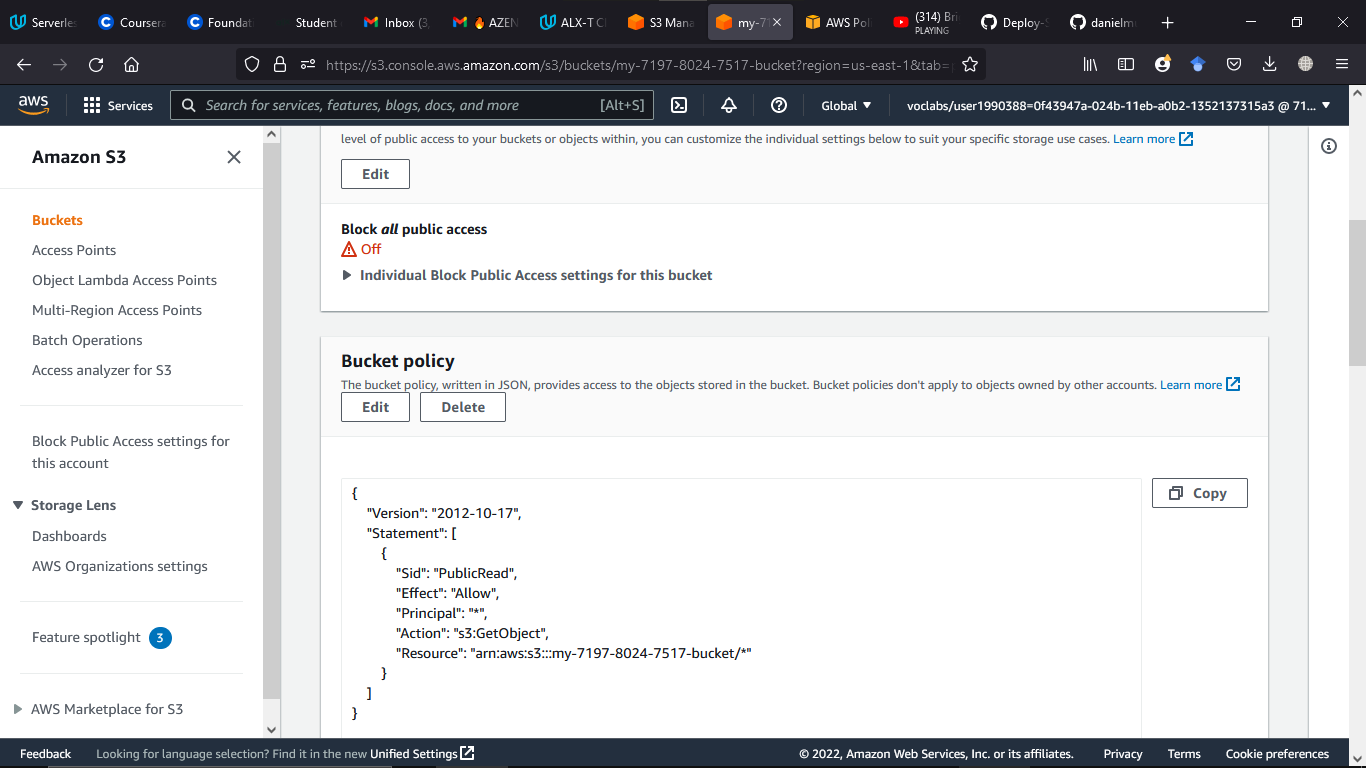 Serverles
Coursera
Foundat
Student
Inbox (3,
🔥 AZEN
ALX-T Cl
S3 Mana
my-71
AWS Pol
(314) Bri
PLAYING
Deploy-S
danielm
https://s3.console.aws.amazon.com/s3/buckets/my-7197-8024-7517-bucket?region=us-east-1&tab=
aws
Services
Search for services, features, blogs, docs, and more
[Alt+S]
Global
voclabs/user1990388=0f43947a-024b-11eb-a0b2-1352137315a3 @ 71...
Amazon S3
Buckets
Access Points
Object Lambda Access Points
Multi-Region Access Points
Batch Operations
Access analyzer for S3
Block Public Access settings for
this account
Storage Lens
Dashboards
AWS Organizations settings
Feature spotlight 3
AWS Marketplace for S3
level of public access to your buckets or objects within, you can customize the individual settings below to suit your specific storage use cases. Learn more
Edit
Block all public access
Off
Individual Block Public Access settings for this bucket
Bucket policy
The bucket policy, written in JSON, provides access to the objects stored in the bucket. Bucket policies don't apply to objects owned by other accounts. Learn more
Edit
Delete
Copy
{
"Version": "2012-10-17",
"Statement": [
{
"Sid": "PublicRead",
"Effect": "Allow",
"Principal": "*",
"Action": "s3:GetObject",
"Resource": "arn:aws:s3:::my-7197-8024-7517-bucket/*"
}
]
}
Feedback
Looking for language selection? Find it in the new Unified Settings
© 2022, Amazon Web Services, Inc. or its affiliates.
Privacy
Terms
Cookie preferences